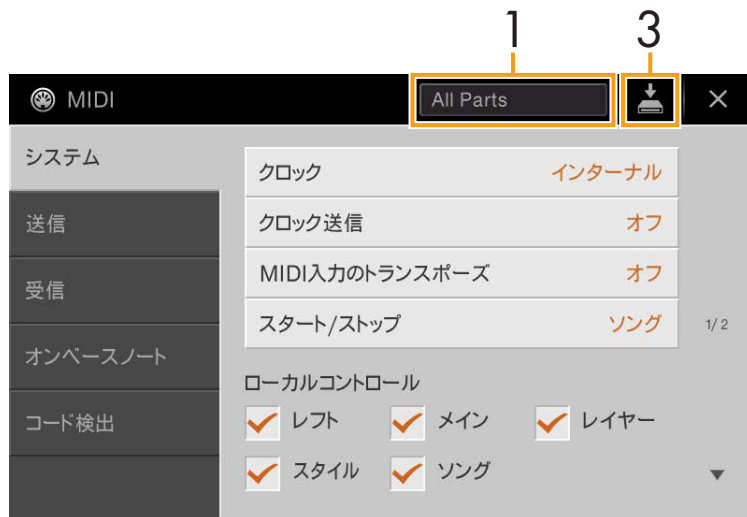 1 3
MIDI All Parts
システム
送信
受信
オンベースノート
コード検出
クロック インターナル
クロック送信 オフ
MIDI入力のトランスポーズ オフ
スタート/ストップ ソング
1/2
ローカルコントロール
レフト メイン レイヤー
スタイル ソング